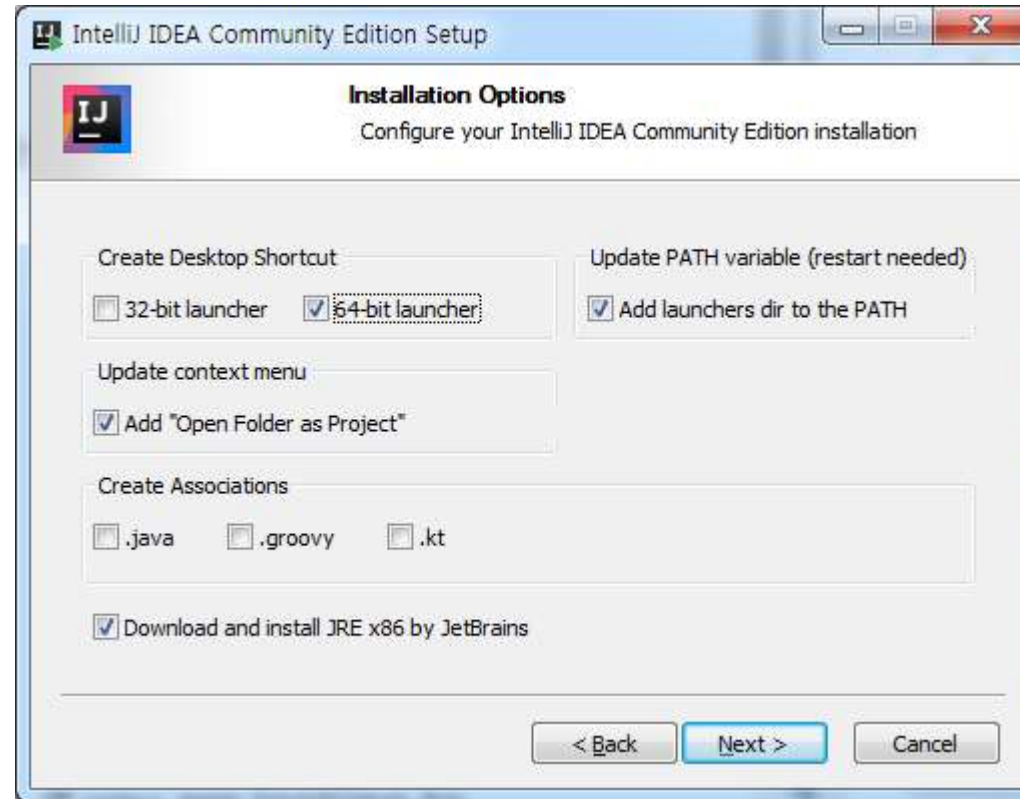 IntelliJ IDEA Community Edition Setup
IJ
Installation Options
Configure your IntelliJ IDEA Community Edition installation
Create Desktop Shortcut
32-bit launcher 64-bit launcher
Update PATH variable (restart needed)
Add launchers dir to the PATH
Update context menu
Add "Open Folder as Project"
Create Associations
.java .groovy .kt
Download and install JRE x86 by JetBrains
< Back Next > Cancel